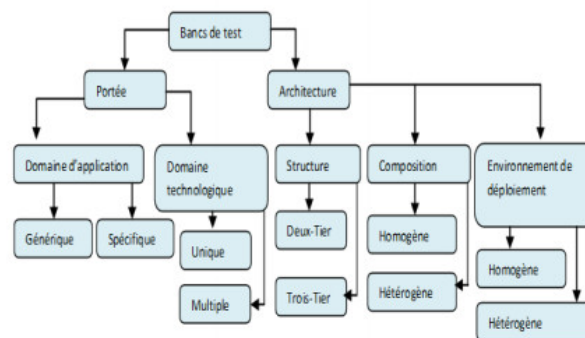 Bancs de test
Portée
Architecture
Domaine d'application
Domaine
technologique
Structure
Composition
Environnement de
déploiement
Générique
Spécifique
Unique
Deux-Tier
Homogène
Homogène
Multiple
Trois-Tier
Hétérogène
Hétérogène